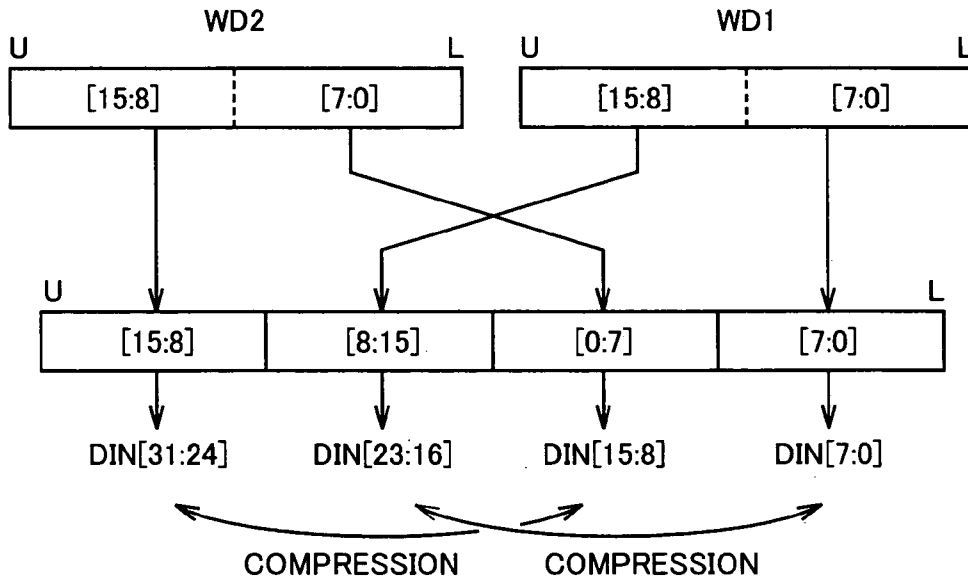 WD2 WD1
U L U L
[15:8] [7:0] [15:8] [7:0]
U L
[15:8] [8:15] [0:7] [7:0]
DIN[31:24] DIN[23:16] DIN[15:8] DIN[7:0]
COMPRESSION COMPRESSION